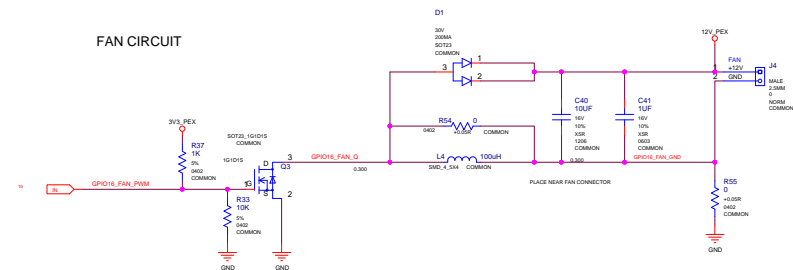 FAN CIRCUIT
D1
30V
200MA
SOT23
COMMON
3
1
2
12V_PEX
FAN
+12V
GND
1
2
J4
MALE
2.5MM
0
NORM
COMMON
C40
10UF
16V
10%
X5R
1206
COMMON
0.300
C41
1UF
16V
10%
X5R
0603
COMMON
GPIO16_FAN_GND
R54
0
0402
+0.05R
COMMON
3V3_PEX
R37
1K
5%
0402
COMMON
SOT23_1G1D1S
COMMON
1G1D1S
D
G
S
Q3
3
1
2
GPIO16_FAN_Q
0.300
L4
100uH
SMD_4_5X4
COMMON
PLACE NEAR FAN CONNECTOR
10
IN
GPIO16_FAN_PWM
R33
10K
5%
0402
COMMON
R55
0
+0.05R
0402
COMMON
GND
GND
GND